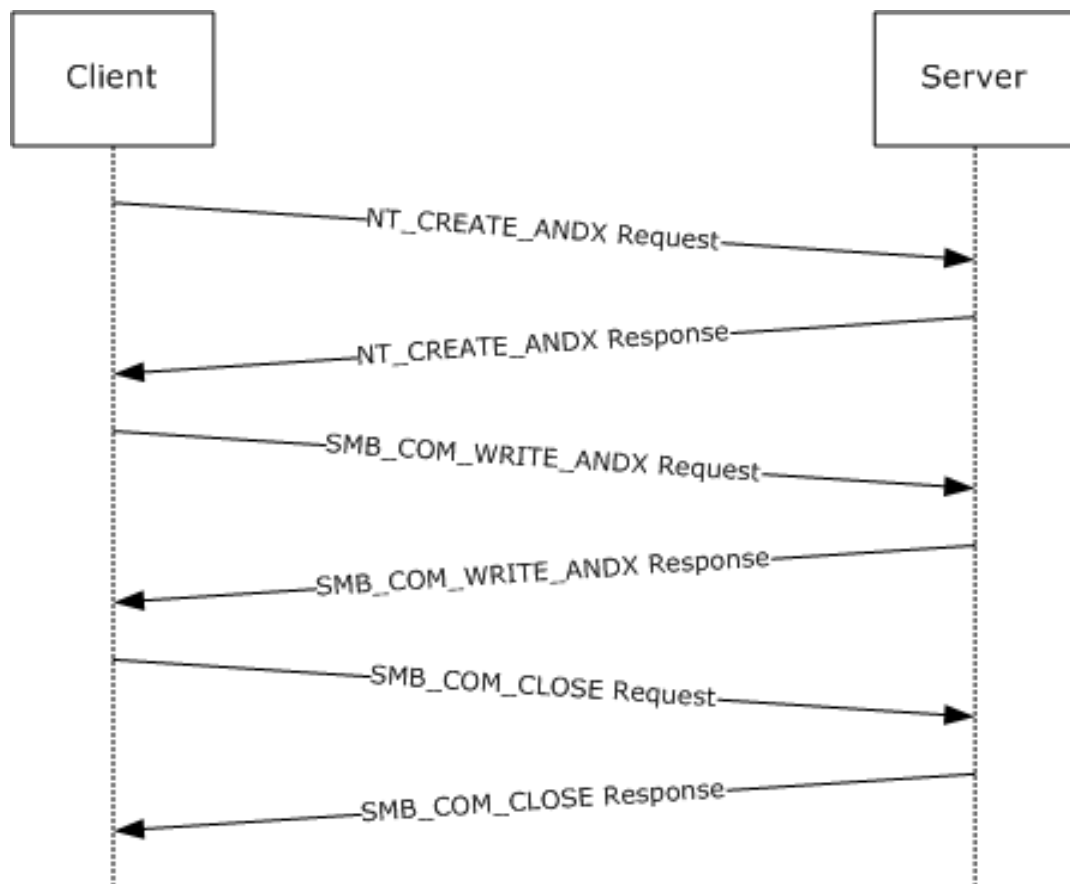 Client
Server
NT_CREATE_ANDX Request
NT_CREATE_ANDX Response
SMB_COM_WRITE_ANDX Request
SMB_COM_WRITE_ANDX Response
SMB_COM_CLOSE Request
SMB_COM_CLOSE Response